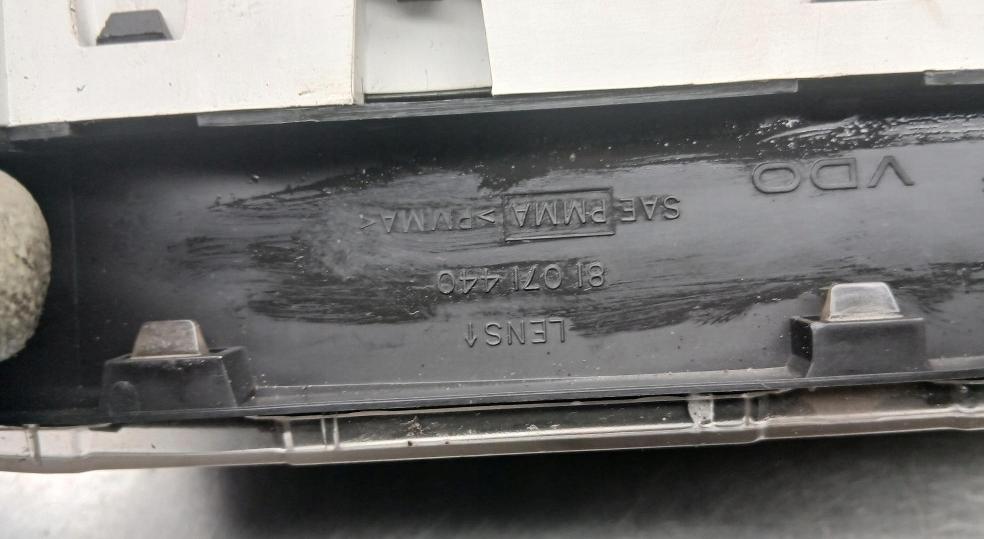 LENS↑
81 071 440
SAE PMMA >PMMA<
VDO